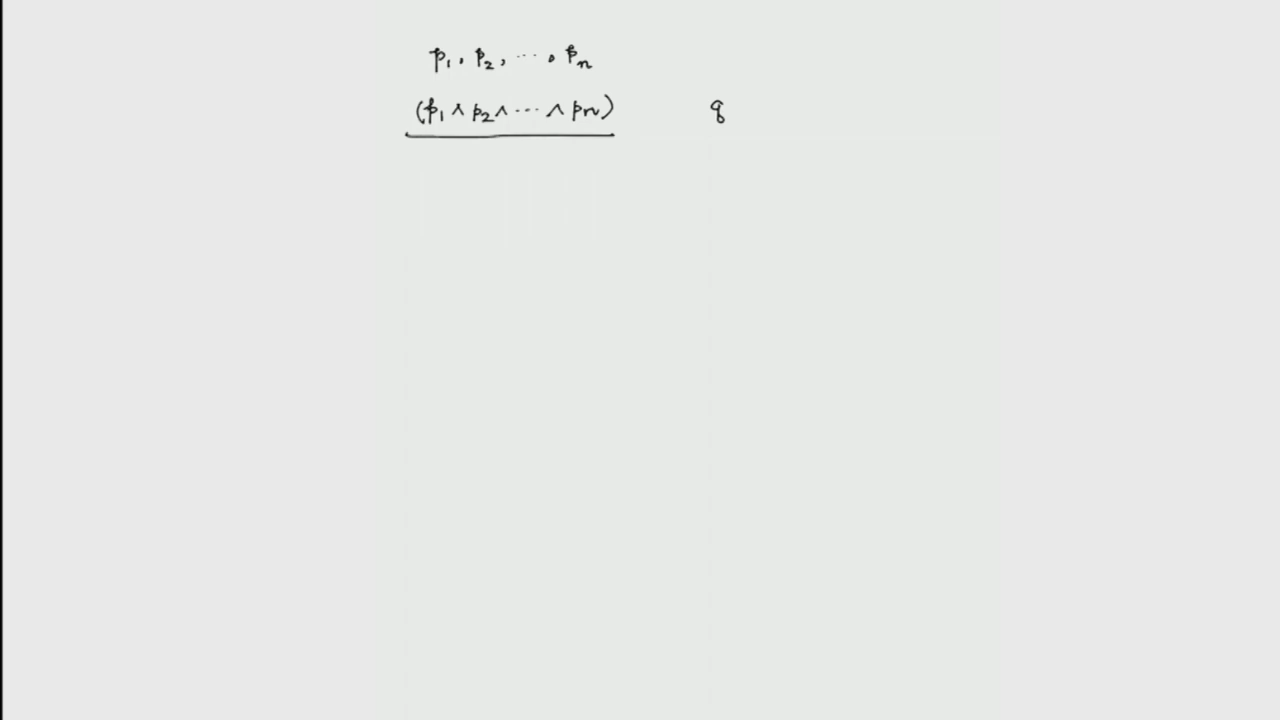 p₁, p₂, ⋯, pₙ
(p₁ ∧ p₂ ∧ ⋯ ∧ pₙ) q